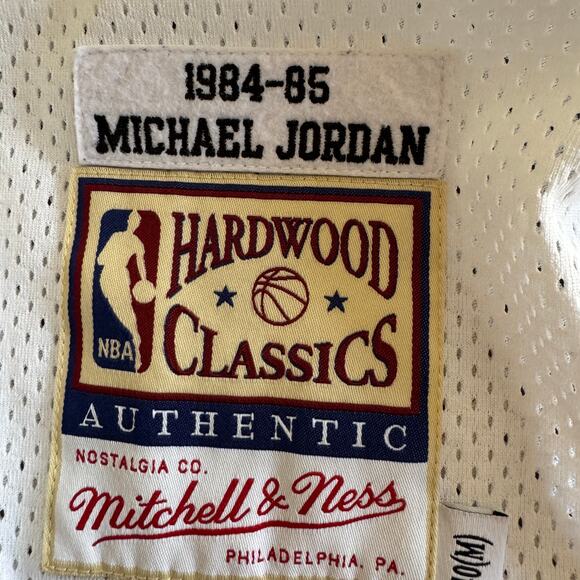 1984-85
MICHAEL JORDAN
HARDWOOD
CLASSICS
NBA
AUTHENTIC
NOSTALGIA CO.
Mitchell & Ness
PHILADELPHIA, PA.